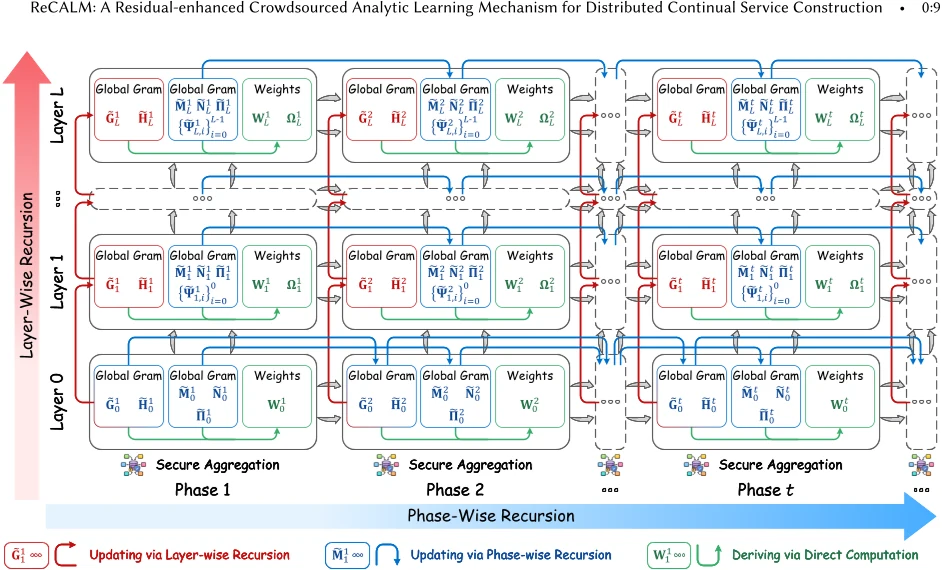 ReCALM: A Residual-enhanced Crowdsourced Analytic Learning Mechanism for Distributed Continual Service Construction • 0:9
Layer-Wise Recursion
Layer L
Global Gram Global Gram Weights Global Gram Global Gram Weights Global Gram Global Gram Weights
G̃¹_L H̃¹_L M̃¹_L Ñ¹_L Π̃¹_L {Ψ̃¹_{L,i}}^{L-1}_{i=0} W¹_L Ω¹_L
G̃²_L H̃²_L M̃²_L Ñ²_L Π̃²_L {Ψ̃²_{L,i}}^{L-1}_{i=0} W²_L Ω²_L
G̃ᵗ_L H̃ᵗ_L M̃ᵗ_L Ñᵗ_L Π̃ᵗ_L {Ψ̃ᵗ_{L,i}}^{L-1}_{i=0} Wᵗ_L Ωᵗ_L
Layer 1
Global Gram Global Gram Weights Global Gram Global Gram Weights Global Gram Global Gram Weights
G̃¹_1 H̃¹_1 M̃¹_1 Ñ¹_1 Π̃¹_1 {Ψ̃¹_{1,i}}^0_{i=0} W¹_1 Ω¹_1
G̃²_1 H̃²_1 M̃²_1 Ñ²_1 Π̃²_1 {Ψ̃²_{1,i}}^0_{i=0} W²_1 Ω²_1
G̃ᵗ_1 H̃ᵗ_1 M̃ᵗ_1 Ñᵗ_1 Π̃ᵗ_1 {Ψ̃ᵗ_{1,i}}^0_{i=0} Wᵗ_1 Ωᵗ_1
Layer 0
Global Gram Global Gram Weights Global Gram Global Gram Weights Global Gram Global Gram Weights
G̃¹_0 H̃¹_0 M̃¹_0 Ñ¹_0 Π̃¹_0 W¹_0
G̃²_0 H̃²_0 M̃²_0 Ñ²_0 Π̃²_0 W²_0
G̃ᵗ_0 H̃ᵗ_0 M̃ᵗ_0 Ñᵗ_0 Π̃ᵗ_0 Wᵗ_0
Secure Aggregation Secure Aggregation Secure Aggregation
Phase 1 Phase 2 Phase t
Phase-Wise Recursion
G̃¹_1 Updating via Layer-wise Recursion M̃¹_1 Updating via Phase-wise Recursion W¹_1 Deriving via Direct Computation